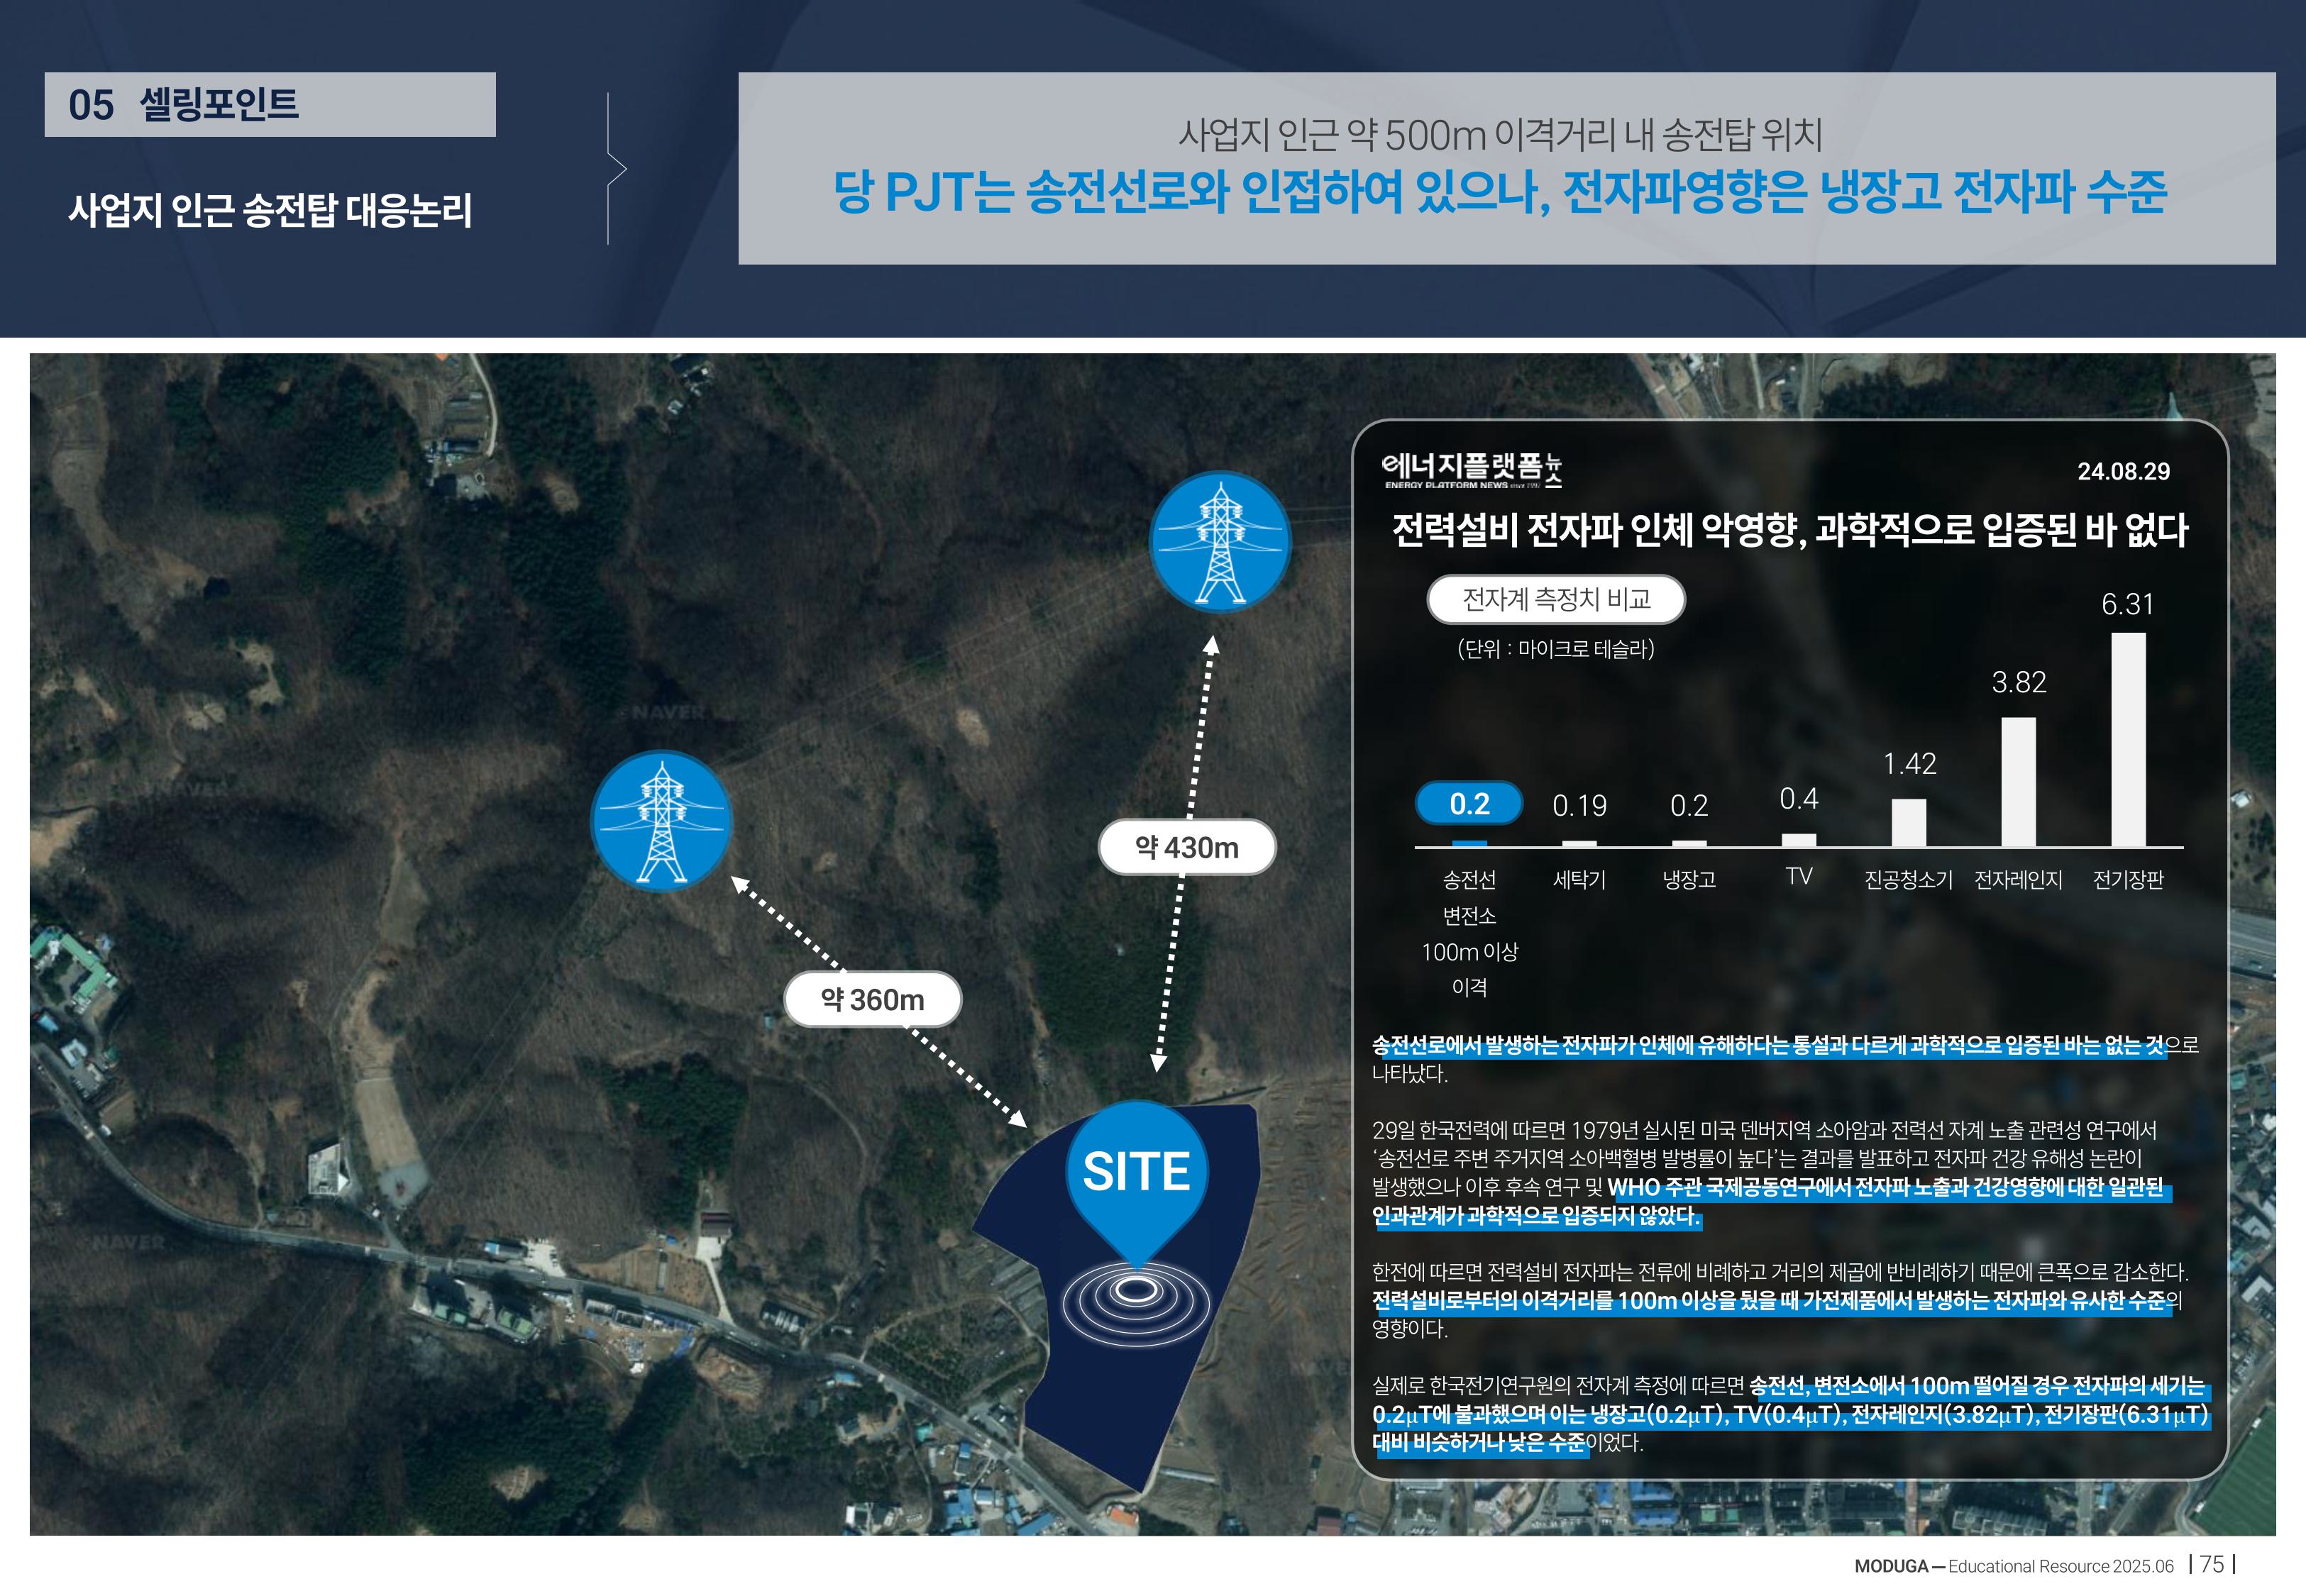 05 셀링포인트
사업지 인근 송전탑 대응논리
사업지 인근 약 500m 이격거리 내 송전탑 위치
당 PJT는 송전선로와 인접하여 있으나, 전자파영향은 냉장고 전자파 수준
NAVER
NAVER
NAVER
약 430m
약 360m
SITE
에너지플랫폼뉴스
ENERGY PLATFORM NEWS since 1997
24.08.29
전력설비 전자파 인체 악영향, 과학적으로 입증된 바 없다
전자계 측정치 비교
(단위 : 마이크로 테슬라)
0.2
0.19
0.2
0.4
1.42
3.82
6.31
송전선
변전소
100m 이상
이격
세탁기
냉장고
TV
진공청소기
전자레인지
전기장판
송전선로에서 발생하는 전자파가 인체에 유해하다는 통설과 다르게 과학적으로 입증된 바는 없는 것으로
나타났다.
29일 한국전력에 따르면 1979년 실시된 미국 덴버지역 소아암과 전력선 자계 노출 관련성 연구에서
‘송전선로 주변 주거지역 소아백혈병 발병률이 높다’는 결과를 발표하고 전자파 건강 유해성 논란이
발생했으나 이후 후속 연구 및 WHO 주관 국제공동연구에서 전자파 노출과 건강영향에 대한 일관된
인과관계가 과학적으로 입증되지 않았다.
한전에 따르면 전력설비 전자파는 전류에 비례하고 거리의 제곱에 반비례하기 때문에 큰폭으로 감소한다.
전력설비로부터의 이격거리를 100m 이상을 뒀을 때 가전제품에서 발생하는 전자파와 유사한 수준의
영향이다.
실제로 한국전기연구원의 전자계 측정에 따르면 송전선, 변전소에서 100m 떨어질 경우 전자파의 세기는
0.2μT에 불과했으며 이는 냉장고(0.2μT), TV(0.4μT), 전자레인지(3.82μT), 전기장판(6.31μT)
대비 비슷하거나 낮은 수준이었다.
MODUGA — Educational Resource 2025.06 | 75 |